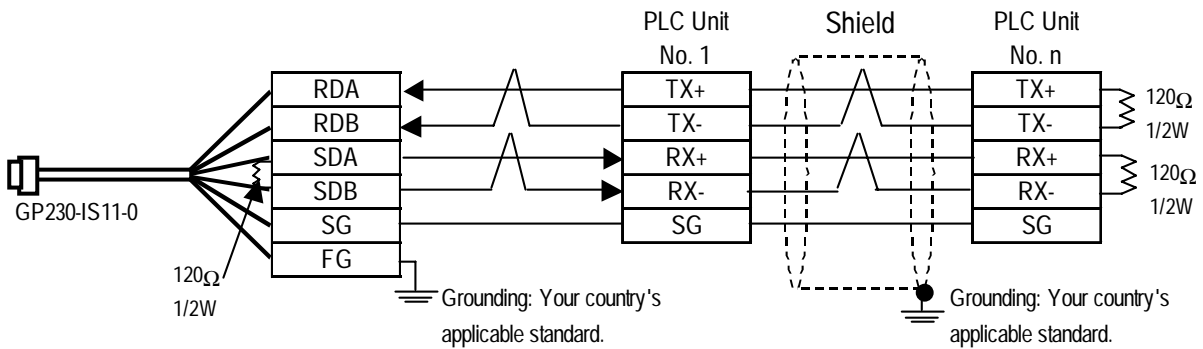 PLC Unit
No. 1
Shield
PLC Unit
No. n
RDA
RDB
SDA
SDB
SG
FG
TX+
TX-
RX+
RX-
SG
TX+
TX-
RX+
RX-
SG
120Ω
1/2W
120Ω
1/2W
GP230-IS11-0
120Ω
1/2W
Grounding: Your country's
applicable standard.
Grounding: Your country's
applicable standard.